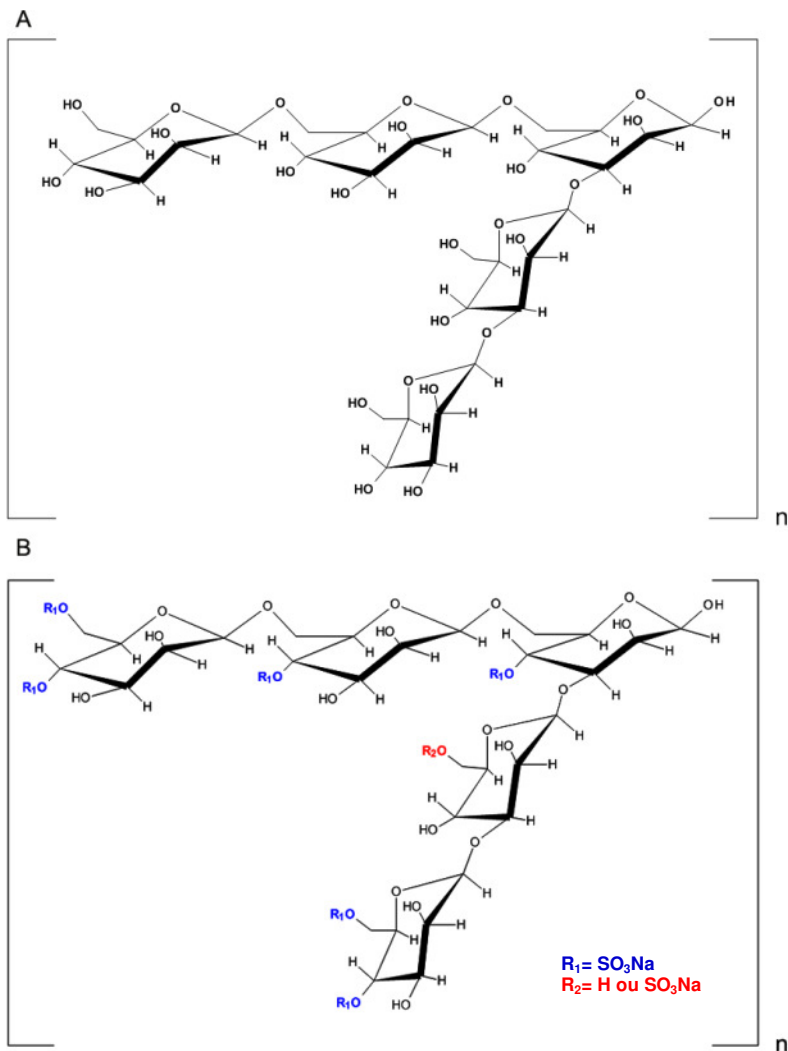 A
HO O O O O O OH
H HO H H H H HO H H H H HO H H H
HO HO H HO HO H HO O H
O H
HO HO H H
H H
HO
O
O H
HO HO H H
H H
HO HO
n
B
R₁O O O O O O OH
H HO H H H H HO H H H H HO H H H
R₁O HO H R₁O HO H R₁O O H
O H
R₂O HO H H
H H
HO
O
O H
R₁O HO H H
H H
R₁O HO
R₁= SO₃Na
R₂= H ou SO₃Na
n